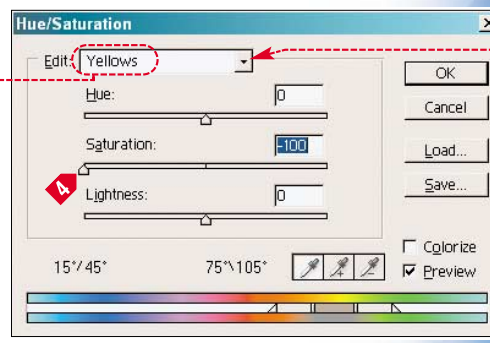 Hue/Saturation
Edit: Yellows
OK
Hue: 0
Cancel
Saturation: -100
Load...
4
Save...
Lightness: 0
Colorize
15°/45° 75°\105°
Preview